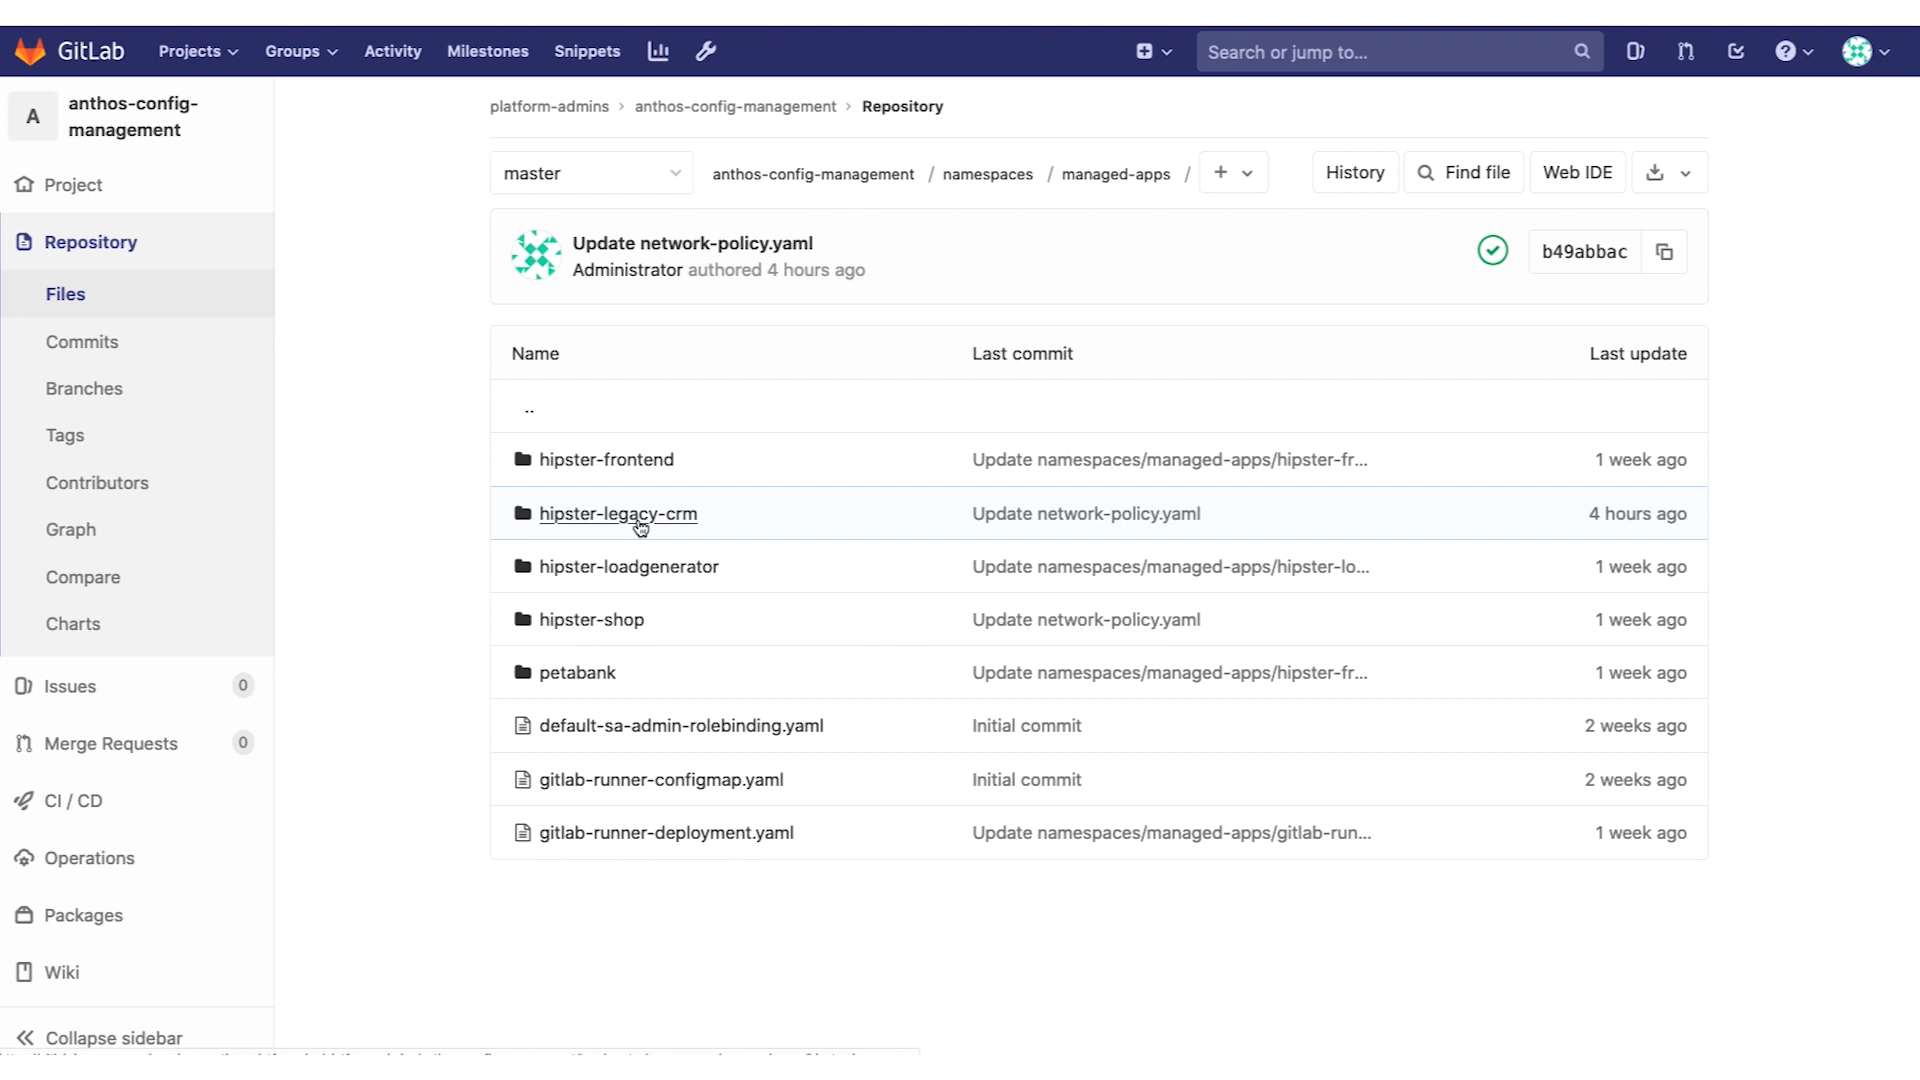 GitLab Projects Groups Activity Milestones Snippets Search or jump to...
A anthos-config-
management
Project
Repository
Files
Commits
Branches
Tags
Contributors
Graph
Compare
Charts
Issues 0
Merge Requests 0
CI / CD
Operations
Packages
Wiki
Collapse sidebar
platform-admins > anthos-config-management > Repository
master anthos-config-management / namespaces / managed-apps / + History Find file Web IDE
Update network-policy.yaml
Administrator authored 4 hours ago
b49abbac
Name Last commit Last update
..
hipster-frontend Update namespaces/managed-apps/hipster-fr... 1 week ago
hipster-legacy-crm Update network-policy.yaml 4 hours ago
hipster-loadgenerator Update namespaces/managed-apps/hipster-lo... 1 week ago
hipster-shop Update network-policy.yaml 1 week ago
petabank Update namespaces/managed-apps/hipster-fr... 1 week ago
default-sa-admin-rolebinding.yaml Initial commit 2 weeks ago
gitlab-runner-configmap.yaml Initial commit 2 weeks ago
gitlab-runner-deployment.yaml Update namespaces/managed-apps/gitlab-run... 1 week ago